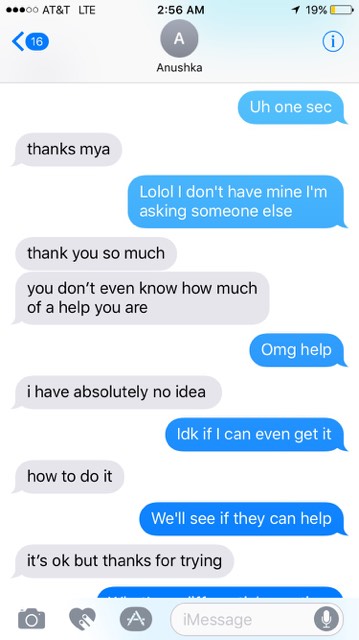 AT&T LTE 2:56 AM 19%
16
A
Anushka
Uh one sec
thanks mya
Lolol I don't have mine I'm
asking someone else
thank you so much
you don't even know how much
of a help you are
Omg help
i have absolutely no idea
Idk if I can even get it
how to do it
We'll see if they can help
it's ok but thanks for trying
iMessage